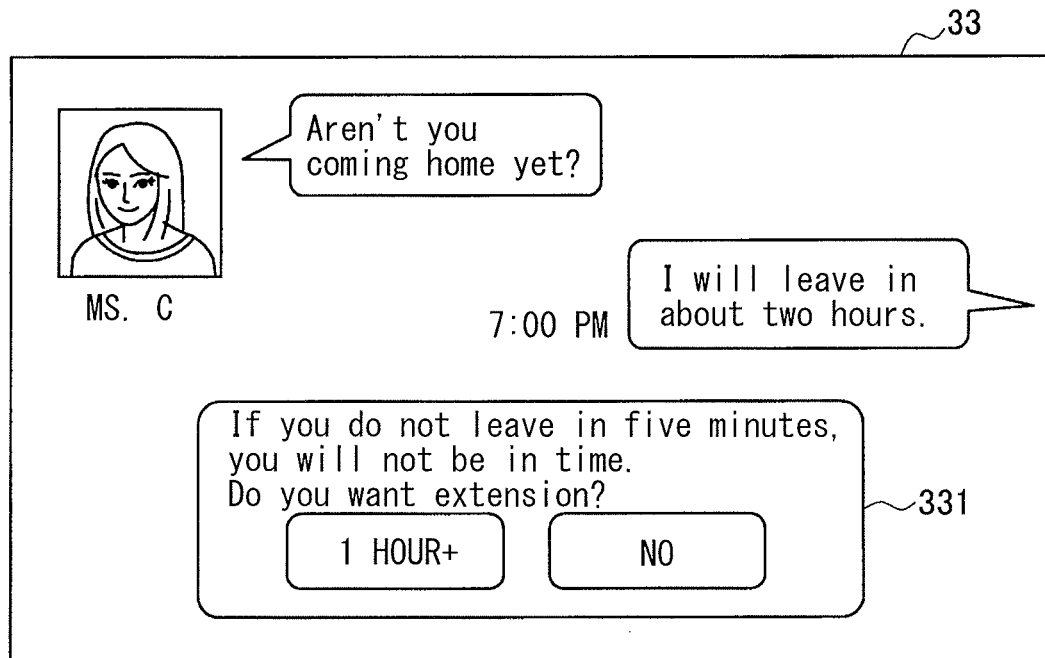 33
Aren't you
coming home yet?
MS. C
I will leave in
about two hours.
7:00 PM
If you do not leave in five minutes,
you will not be in time.
Do you want extension?
331
1 HOUR+
NO